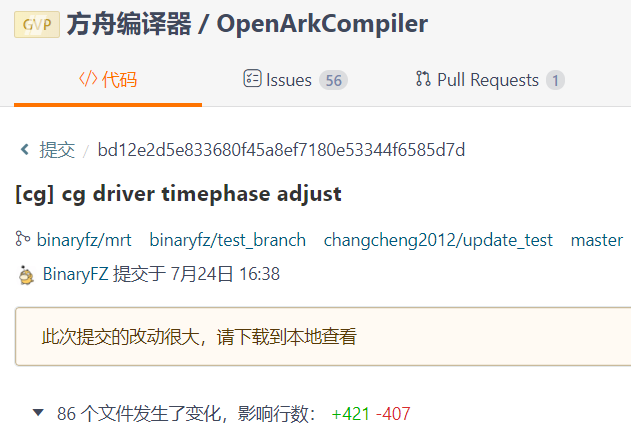 GVP 方舟编译器 / OpenArkCompiler
代码 Issues 56 Pull Requests 1
提交 / bd12e2d5e833680f45a8ef7180e53344f6585d7d
[cg] cg driver timephase adjust
binaryfz/mrt binaryfz/test_branch changcheng2012/update_test master
BinaryFZ 提交于 7月24日 16:38
此次提交的改动很大，请下载到本地查看
86 个文件发生了变化，影响行数： +421 -407